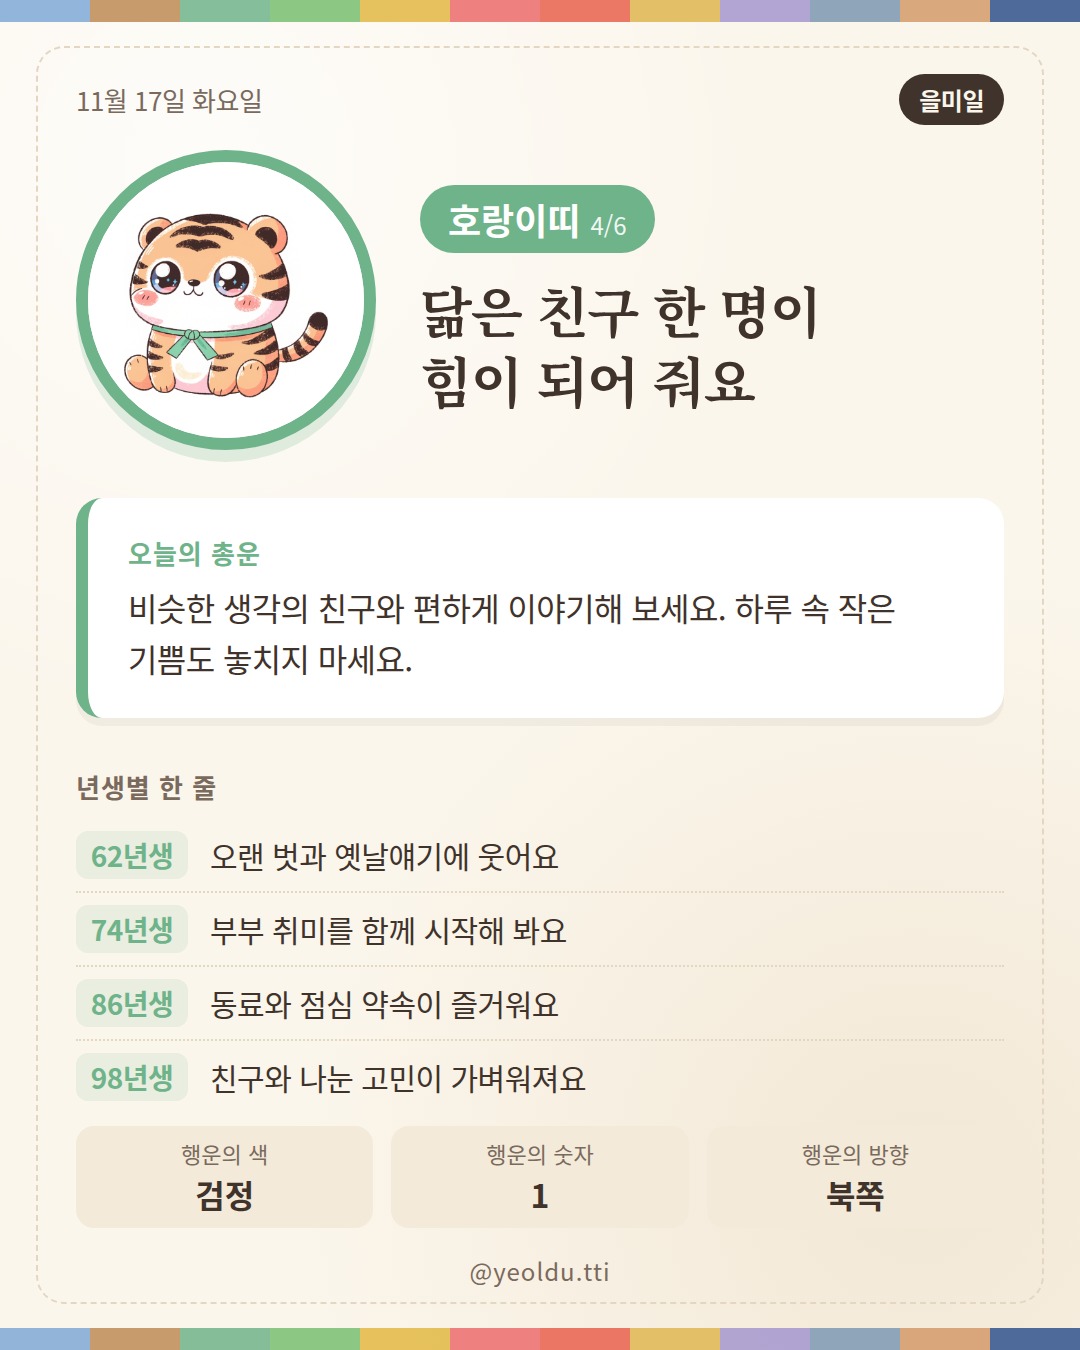 11월 17일 화요일
을미일
호랑이띠 4/6
닮은 친구 한 명이
힘이 되어 줘요
오늘의 총운
비슷한 생각의 친구와 편하게 이야기해 보세요. 하루 속 작은
기쁨도 놓치지 마세요.
년생별 한 줄
62년생 오랜 벗과 옛날얘기에 웃어요
74년생 부부 취미를 함께 시작해 봐요
86년생 동료와 점심 약속이 즐거워요
98년생 친구와 나눈 고민이 가벼워져요
행운의 색
검정
행운의 숫자
1
행운의 방향
북쪽
@yeoldu.tti